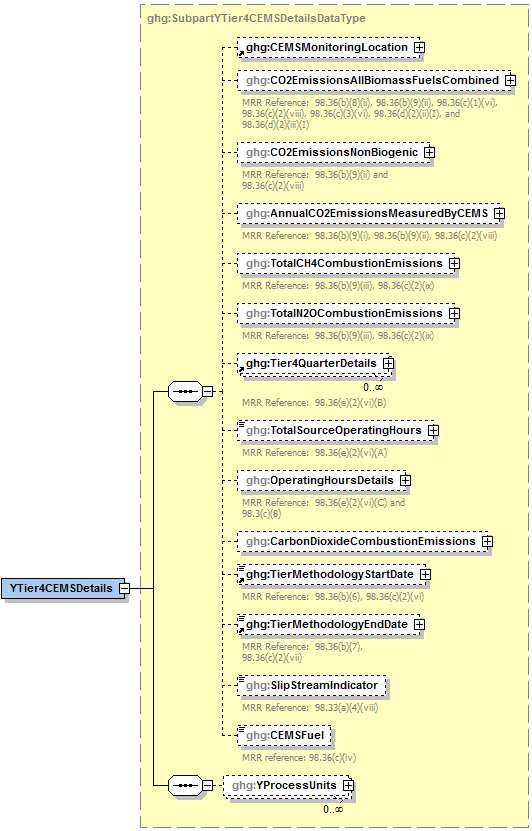 ghg:SubpartYTier4CEMSDetailsDataType
ghg:CEMSMonitoringLocation
ghg:CO2EmissionsAllBiomassFuelsCombined
MRR Reference: 98.36(b)(8)(ii), 98.36(b)(9)(ii), 98.36(c)(1)(vi),
98.36(c)(2)(viii), 98.36(c)(3)(vi), 98.36(d)(2)(ii)(I), and
98.36(d)(2)(iii)(I)
ghg:CO2EmissionsNonBiogenic
MRR Reference: 98.36(b)(9)(ii) and
98.36(c)(2)(viii)
ghg:AnnualCO2EmissionsMeasuredByCEMS
MRR Reference: 98.36(b)(9)(i), 98.36(b)(9)(ii), 98.36(c)(2)(viii)
ghg:TotalCH4CombustionEmissions
MRR Reference: 98.36(b)(9)(iii), 98.36(c)(2)(ix)
ghg:TotalN2OCombustionEmissions
MRR Reference: 98.36(b)(9)(iii), 98.36(c)(2)(ix)
ghg:Tier4QuarterDetails
0..∞
MRR Reference: 98.36(e)(2)(vi)(B)
ghg:TotalSourceOperatingHours
MRR Reference: 98.36(e)(2)(vi)(A)
ghg:OperatingHoursDetails
MRR Reference: 98.36(e)(2)(vi)(C) and
98.3(c)(8)
ghg:CarbonDioxideCombustionEmissions
ghg:TierMethodologyStartDate
MRR Reference: 98.36(b)(6), 98.36(c)(2)(vi)
YTier4CEMSDetails
ghg:TierMethodologyEndDate
MRR Reference: 98.36(b)(7),
98.36(c)(2)(vii)
ghg:SlipStreamIndicator
MRR Reference: 98.33(a)(4)(viii)
ghg:CEMSFuel
MRR reference: 98.36(c)(iv)
ghg:YProcessUnits
0..∞